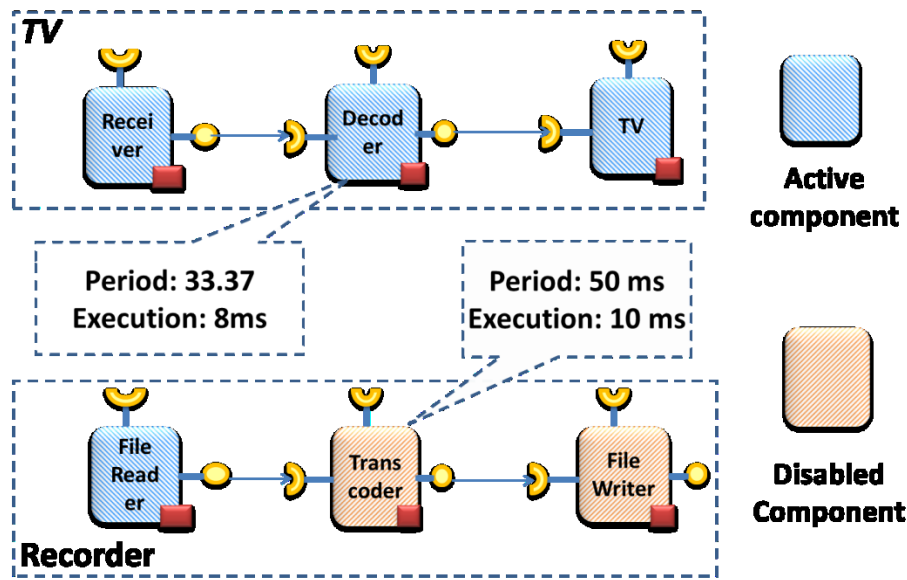 TV
Recei
ver
Decod
er
TV
Active
component
Period: 33.37
Execution: 8ms
Period: 50 ms
Execution: 10 ms
File
Read
er
Trans
coder
File
Writer
Disabled
Component
Recorder